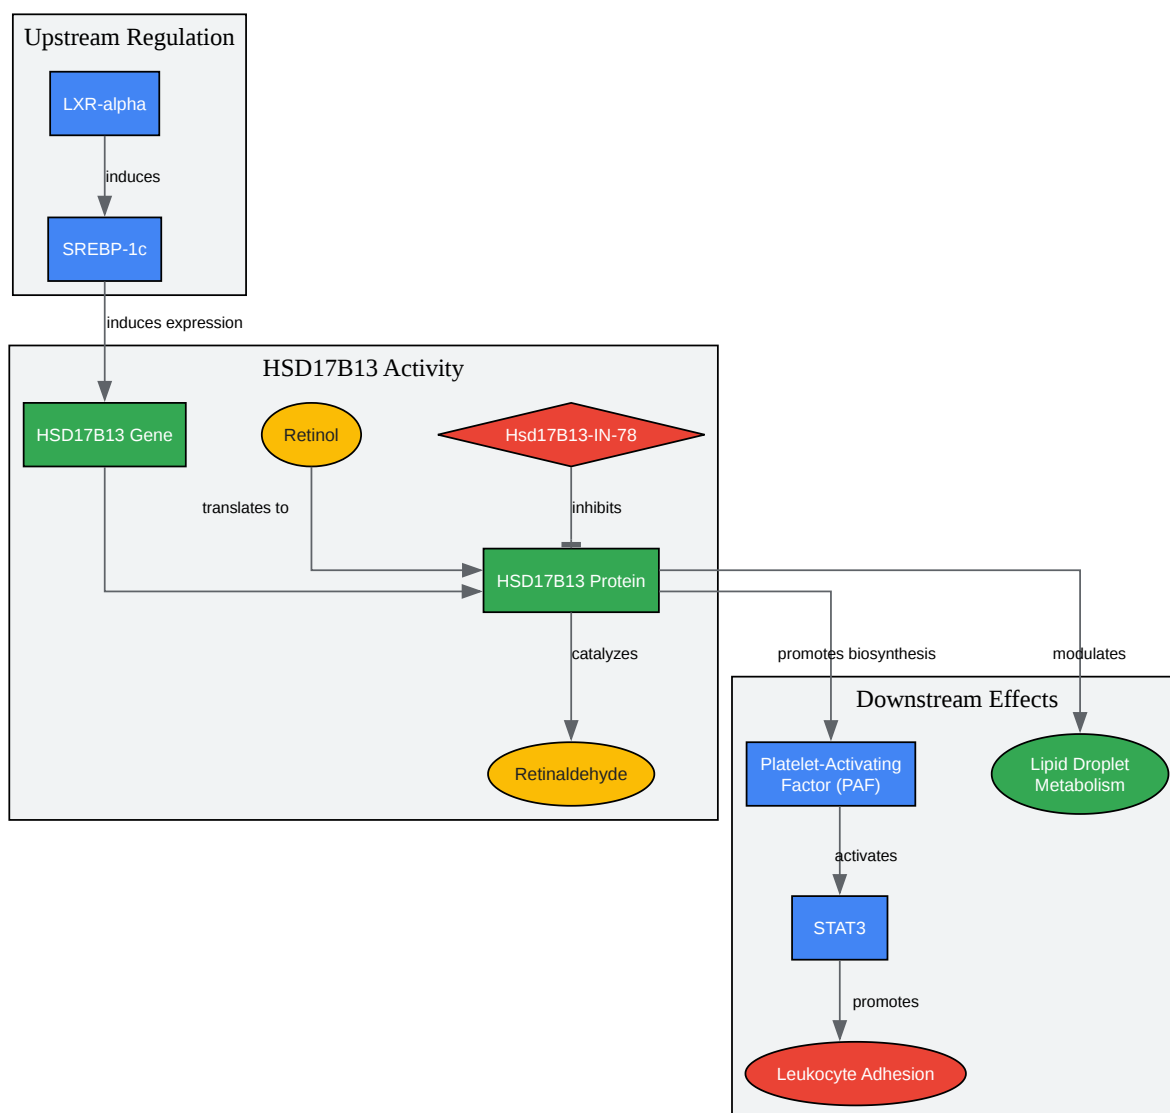 Upstream Regulation
LXR-alpha
induces
SREBP-1c
induces expression
HSD17B13 Activity
HSD17B13 Gene
Retinol
Hsd17B13-IN-78
translates to
inhibits
HSD17B13 Protein
catalyzes
promotes biosynthesis
modulates
Downstream Effects
Retinaldehyde
Platelet-Activating
Factor (PAF)
Lipid Droplet
Metabolism
activates
STAT3
promotes
Leukocyte Adhesion